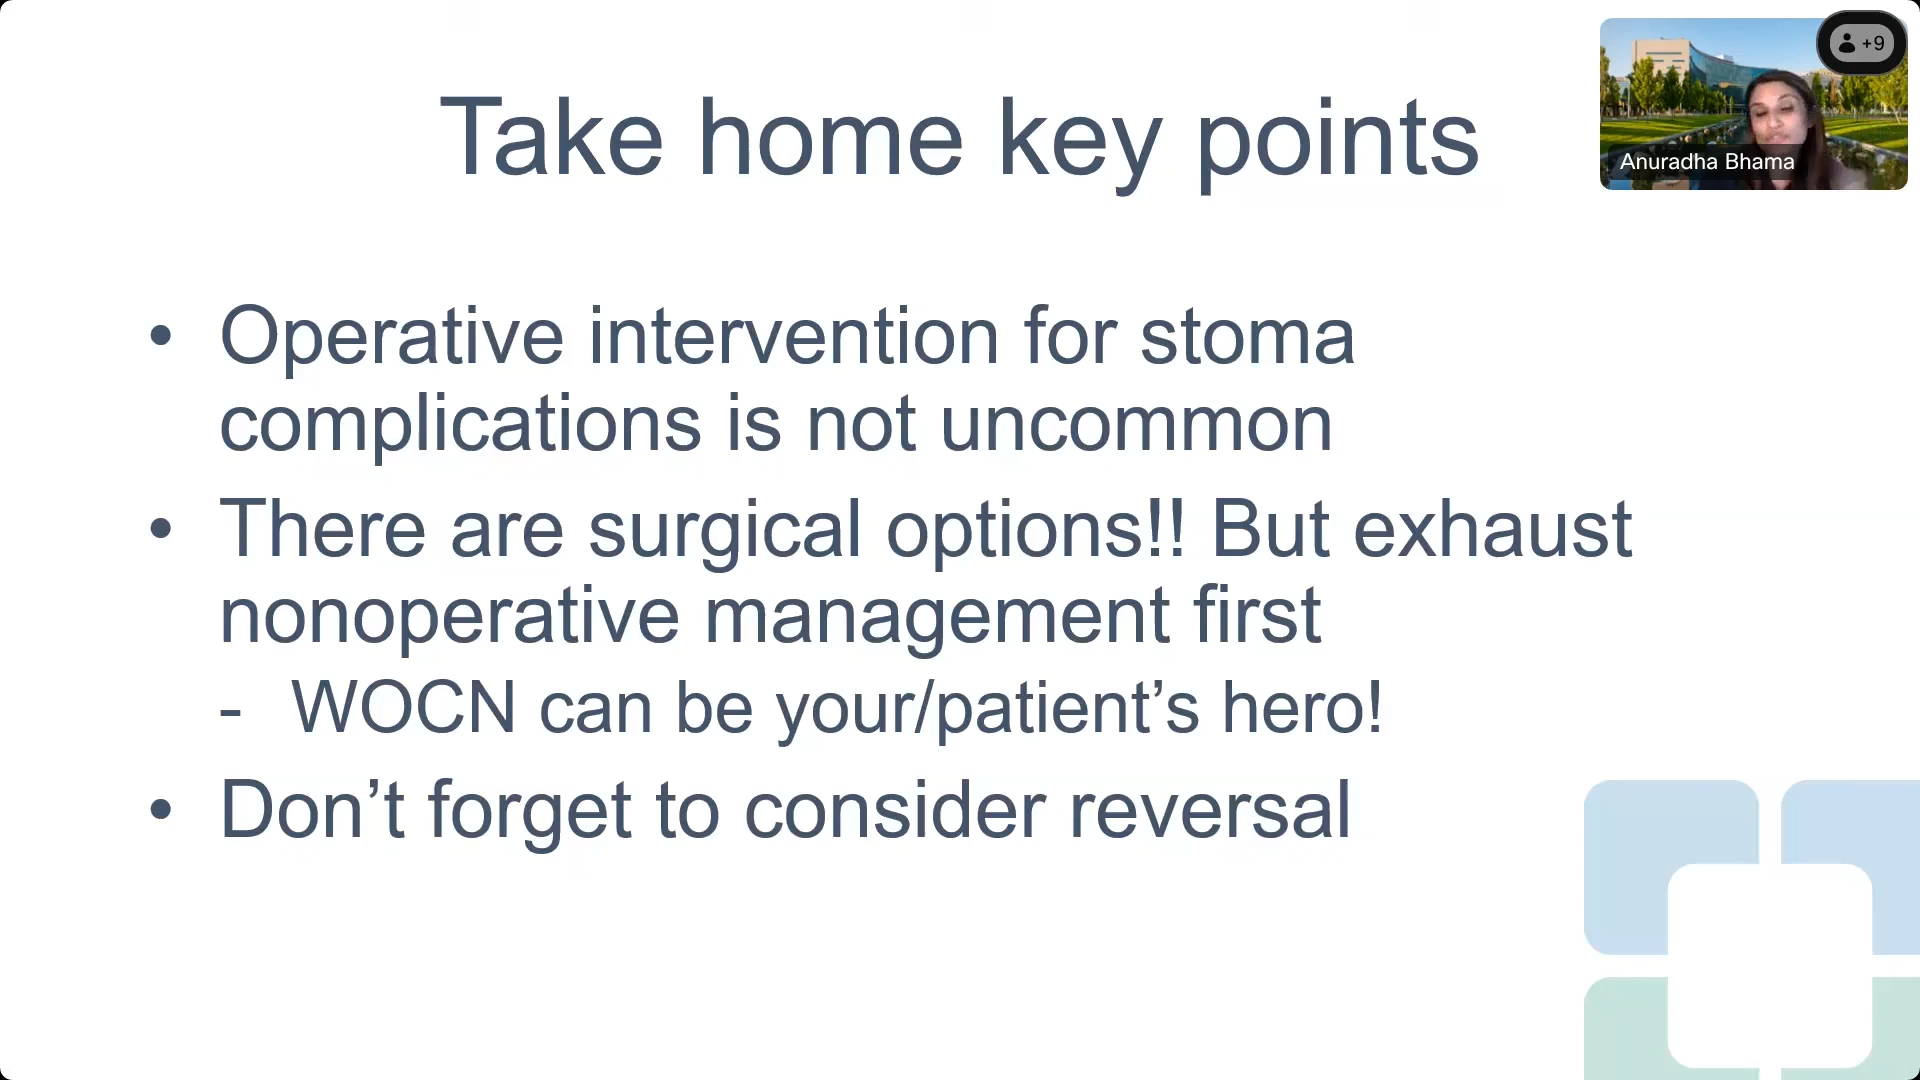 Take home key points
+9
Anuradha Bhama
• Operative intervention for stoma
complications is not uncommon
• There are surgical options!! But exhaust
nonoperative management first
- WOCN can be your/patient’s hero!
• Don’t forget to consider reversal